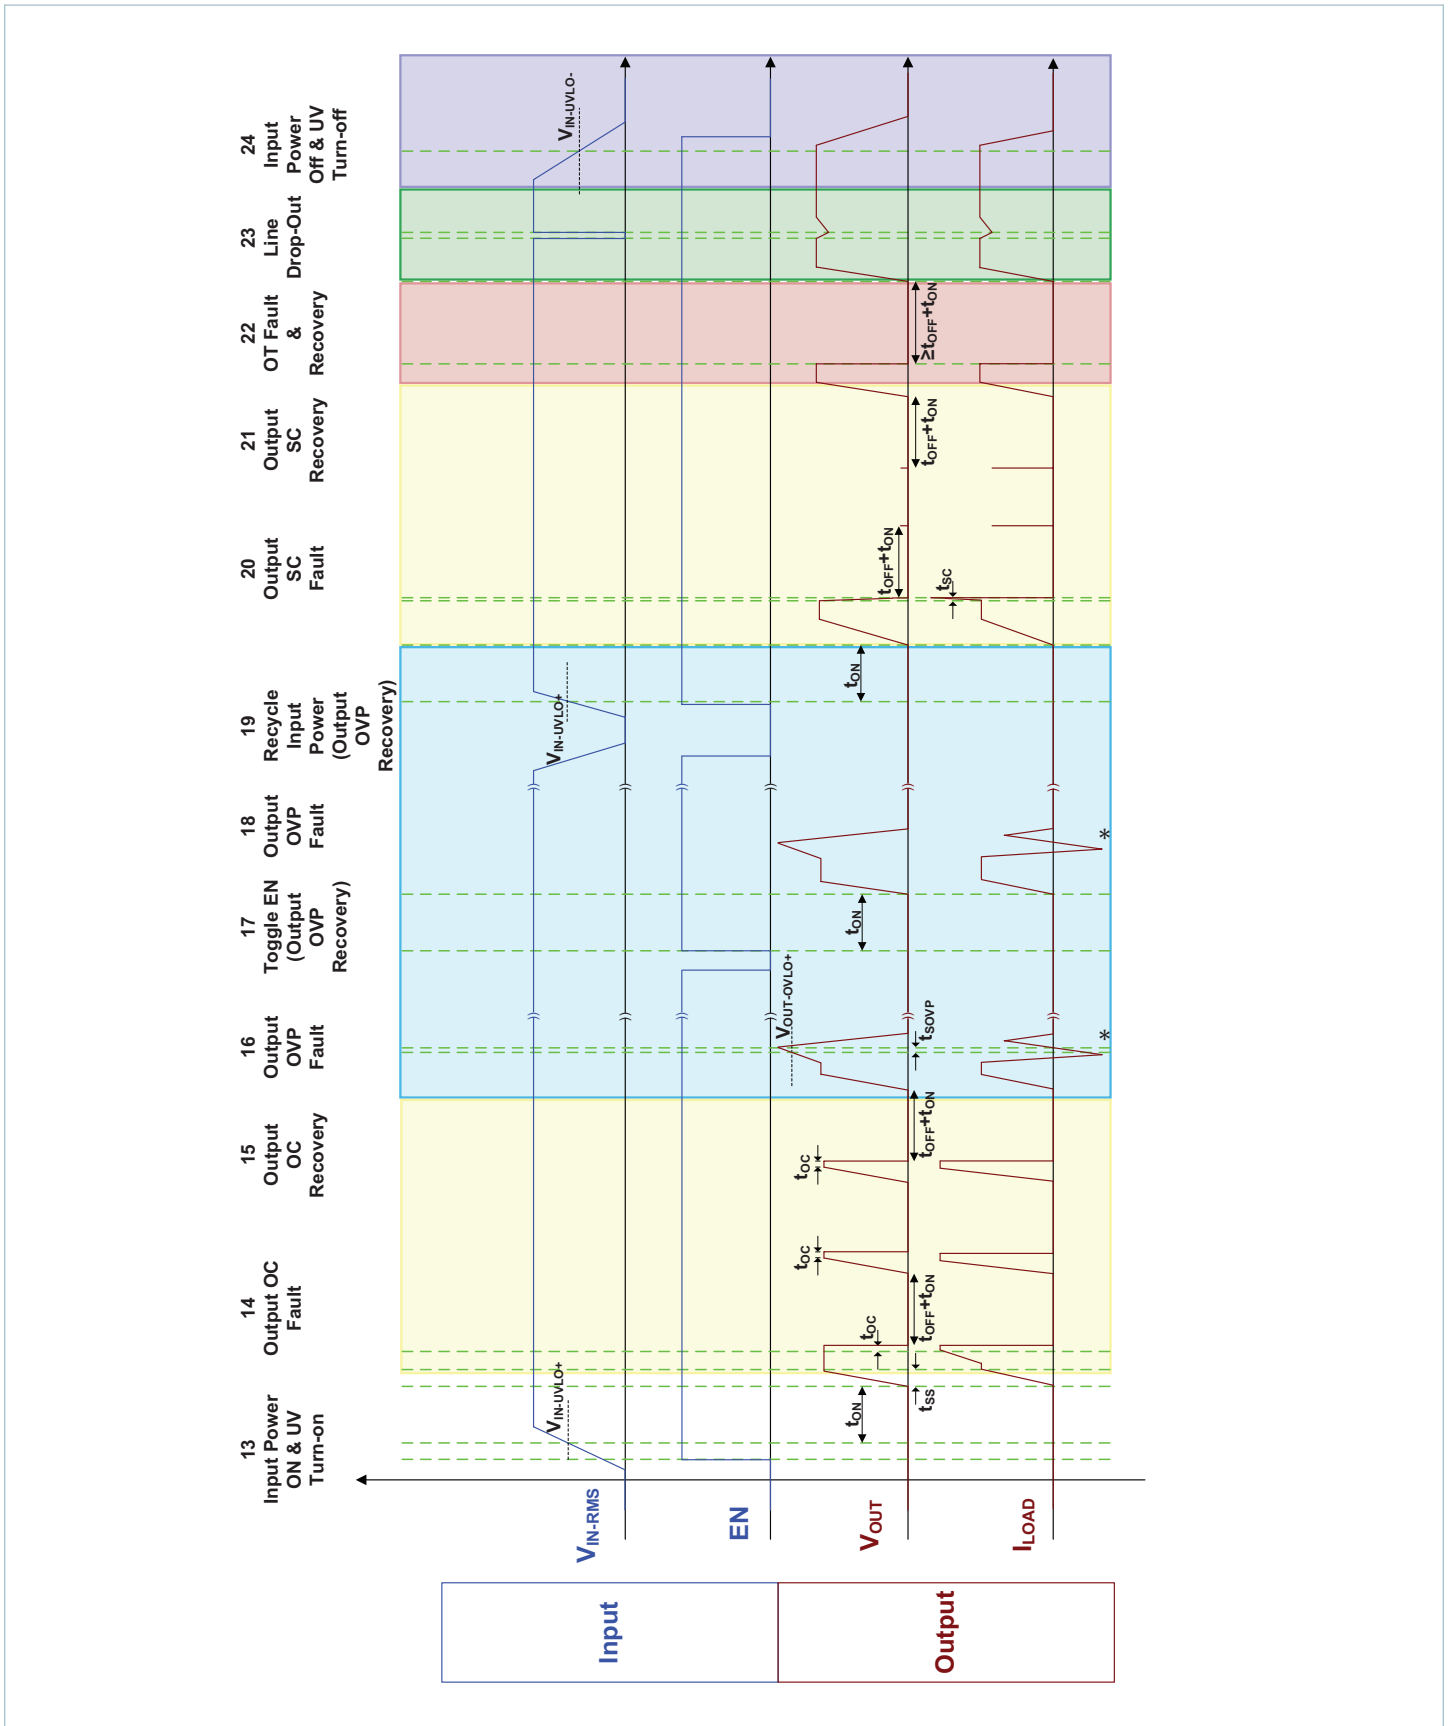 13
Input Power
ON & UV
Turn-on
14
Output OC
Fault
15
Output
OC
Recovery
16
Output
OVP
Fault
17
Toggle EN
(Output
OVP
Recovery)
18
Output
OVP
Fault
19
Recycle
Input
Power
(Output
OVP
Recovery)
20
Output
SC
Fault
21
Output
SC
Recovery
22
OT Fault
&
Recovery
23
Line
Drop-Out
24
Input
Power
Off & UV
Turn-off
Input
VIN-RMS
VIN-UVLO+
VIN-UVLO+
VIN-UVLO-
EN
Output
VOUT
VOUT-OVLO+
tON
tSS
tOC
tOFF+tON
tOC
tOC
tOFF+tON
tSOVP
tON
tON
tOFF+tON
tOFF+tON
≥tOFF+tON
ILOAD
tSC
*
*